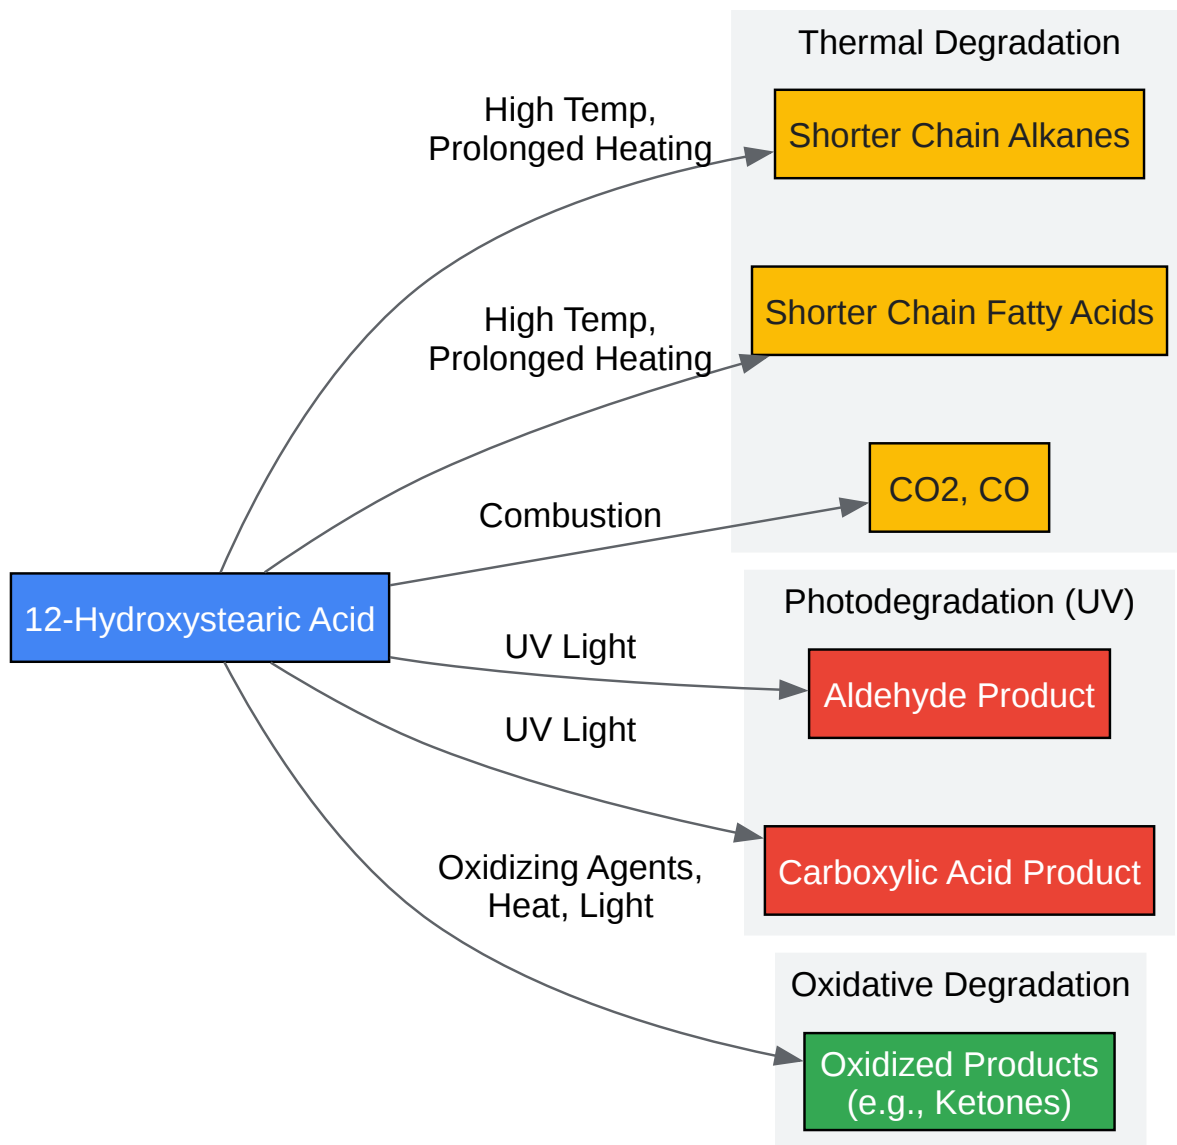 Thermal Degradation
High Temp,
Prolonged Heating
Shorter Chain Alkanes
High Temp,
Prolonged Heating
Shorter Chain Fatty Acids
Combustion
CO2, CO
12-Hydroxystearic Acid
Photodegradation (UV)
UV Light
Aldehyde Product
UV Light
Carboxylic Acid Product
Oxidizing Agents,
Heat, Light
Oxidative Degradation
Oxidized Products
(e.g., Ketones)